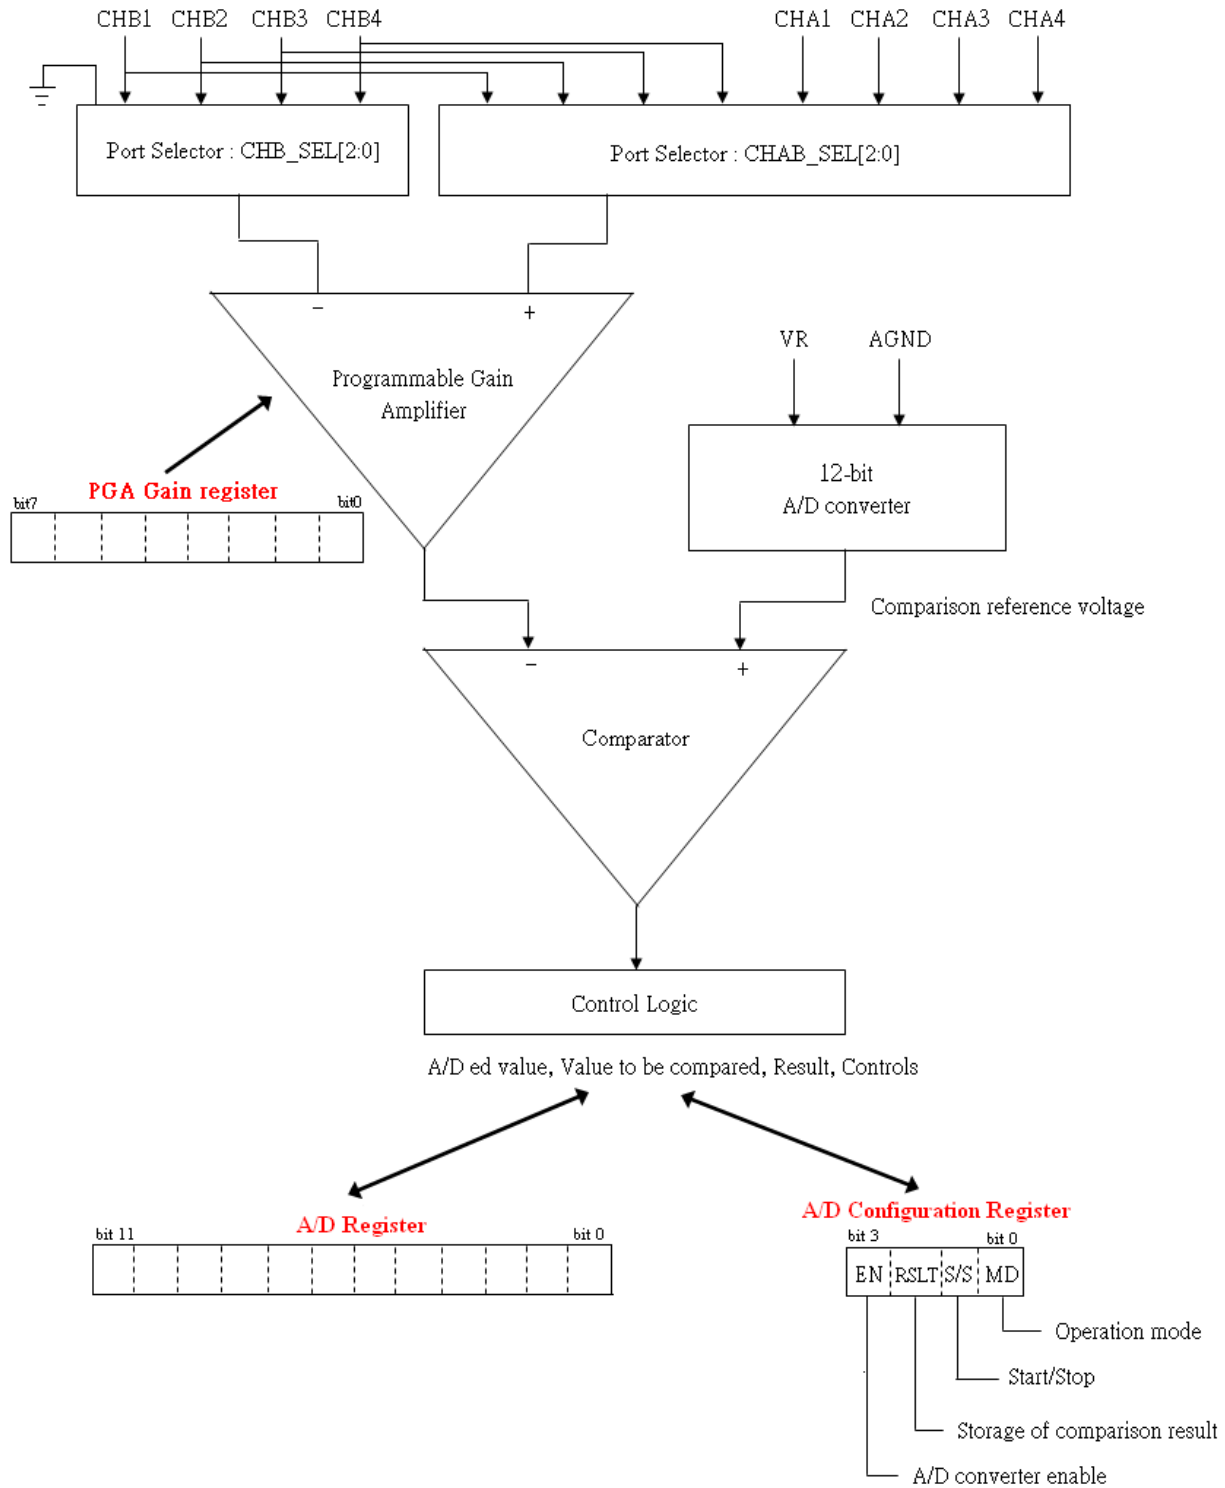 CHB1 CHB2 CHB3 CHB4 CHA1 CHA2 CHA3 CHA4
Port Selector : CHB_SEL[2:0]
Port Selector : CHAB_SEL[2:0]
− +
Programmable Gain
Amplifier
VR AGND
12-bit
A/D converter
PGA Gain register
bit7 bit0
Comparison reference voltage
− +
Comparator
Control Logic
A/D ed value, Value to be compared, Result, Controls
A/D Register
bit 11 bit 0
A/D Configuration Register
bit 3 bit 0
EN RSLT S/S MD
Operation mode
Start/Stop
Storage of comparison result
A/D converter enable